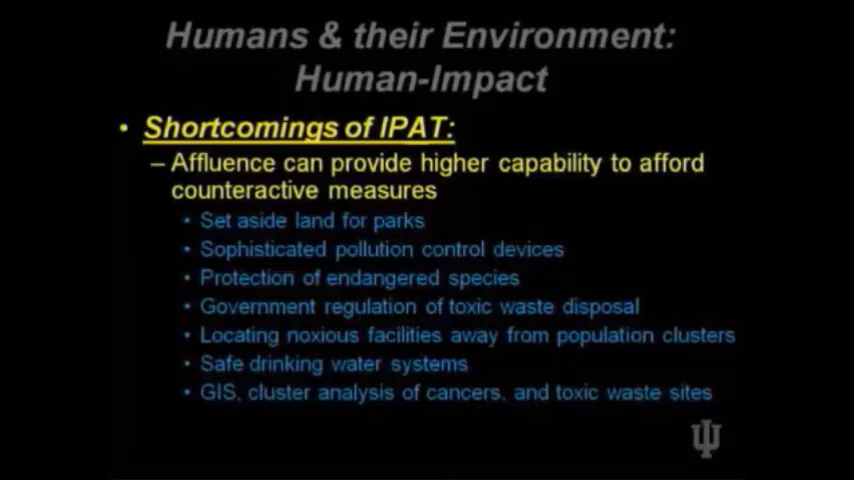 Humans & their Environment:
Human-Impact
• Shortcomings of IPAT:
– Affluence can provide higher capability to afford
counteractive measures
• Set aside land for parks
• Sophisticated pollution control devices
• Protection of endangered species
• Government regulation of toxic waste disposal
• Locating noxious facilities away from population clusters
• Safe drinking water systems
• GIS, cluster analysis of cancers, and toxic waste sites